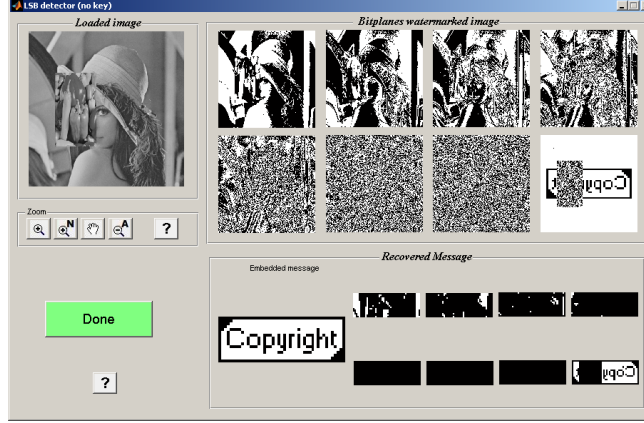 LSB detector (no key)
Loaded image
Bitplanes watermarked image
Zoom
N
A
?
Recovered Message
Embedded message
Done
Copyright
?